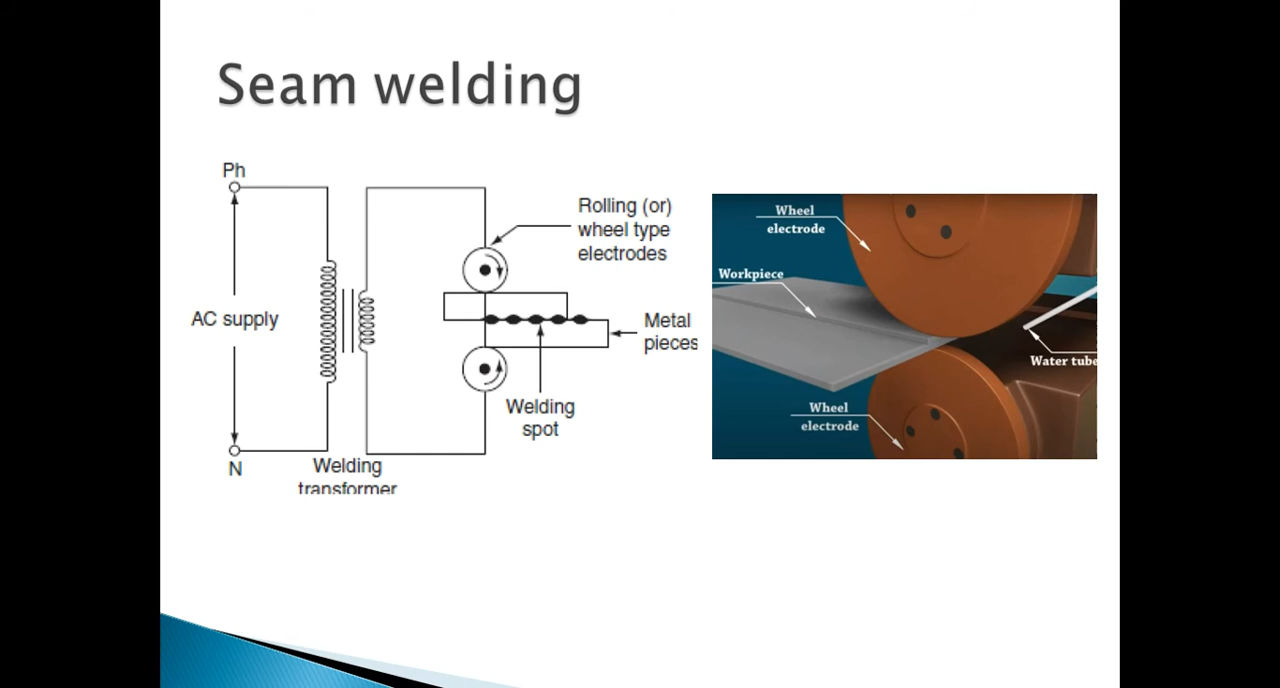 Seam welding
Ph
AC supply
N
Welding
transformer
Rolling (or)
wheel type
electrodes
Metal
pieces
Welding
spot
Wheel
electrode
Workpiece
Water tube
Wheel
electrode